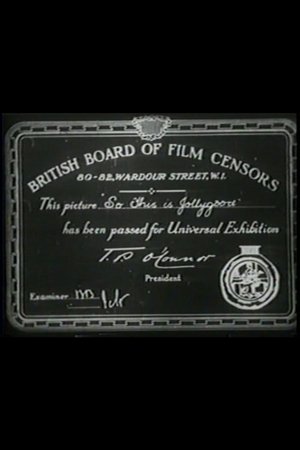 BRITISH BOARD OF FILM CENSORS
80-82, WARDOUR STREET, W.1.
This picture "So This is Jollygood"
has been passed for Universal Exhibition
T. P. O'Connor
President
Examiner